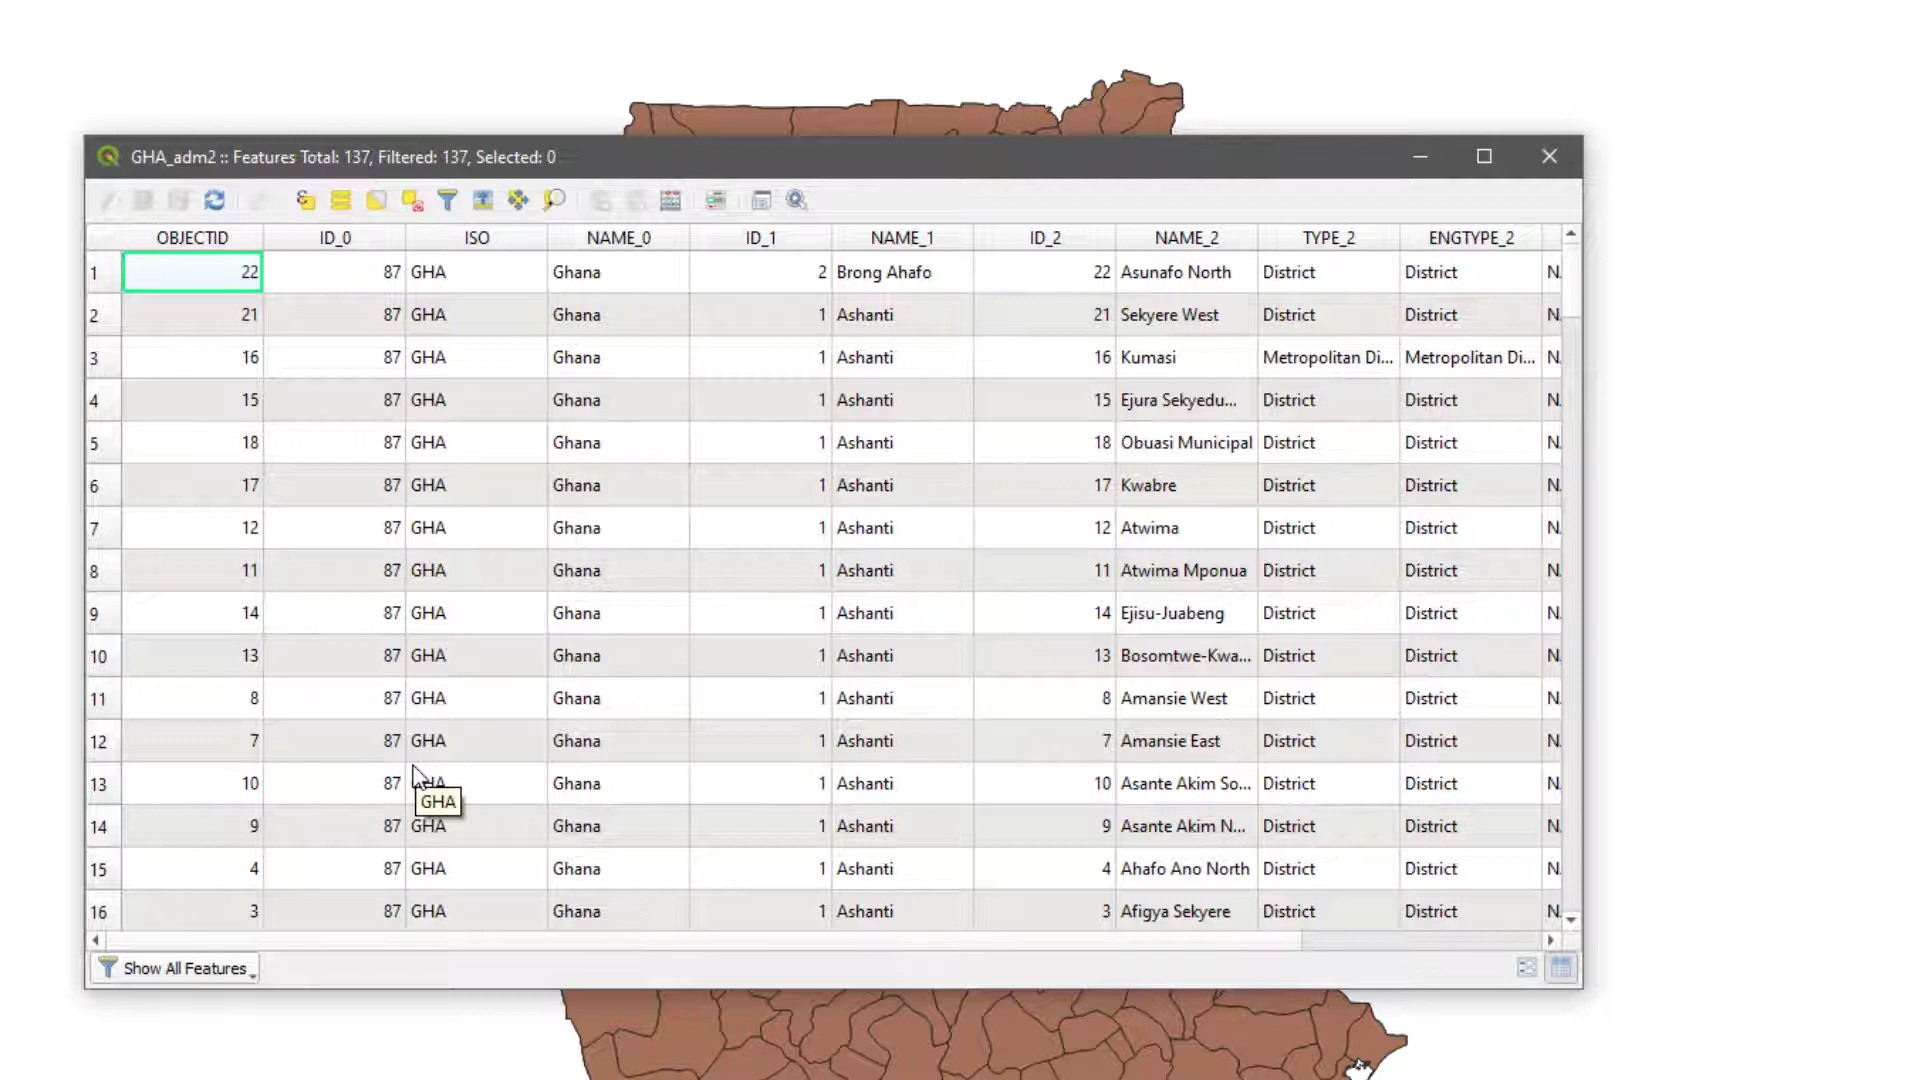 GHA_adm2 :: Features Total: 137, Filtered: 137, Selected: 0
OBJECTID ID_0 ISO NAME_0 ID_1 NAME_1 ID_2 NAME_2 TYPE_2 ENGTYPE_2
1 22 87 GHA Ghana 2 Brong Ahafo 22 Asunafo North District District N
2 21 87 GHA Ghana 1 Ashanti 21 Sekyere West District District N
3 16 87 GHA Ghana 1 Ashanti 16 Kumasi Metropolitan Di... Metropolitan Di... N
4 15 87 GHA Ghana 1 Ashanti 15 Ejura Sekyedu... District District N
5 18 87 GHA Ghana 1 Ashanti 18 Obuasi Municipal District District N
6 17 87 GHA Ghana 1 Ashanti 17 Kwabre District District N
7 12 87 GHA Ghana 1 Ashanti 12 Atwima District District N
8 11 87 GHA Ghana 1 Ashanti 11 Atwima Mponua District District N
9 14 87 GHA Ghana 1 Ashanti 14 Ejisu-Juabeng District District N
10 13 87 GHA Ghana 1 Ashanti 13 Bosomtwe-Kwa... District District N
11 8 87 GHA Ghana 1 Ashanti 8 Amansie West District District N
12 7 87 GHA Ghana 1 Ashanti 7 Amansie East District District N
13 10 87 Ghana 1 Ashanti 10 Asante Akim So... District District N
GHA
14 9 87 GHA Ghana 1 Ashanti 9 Asante Akim N... District District N
15 4 87 GHA Ghana 1 Ashanti 4 Ahafo Ano North District District N
16 3 87 GHA Ghana 1 Ashanti 3 Afigya Sekyere District District N
Show All Features